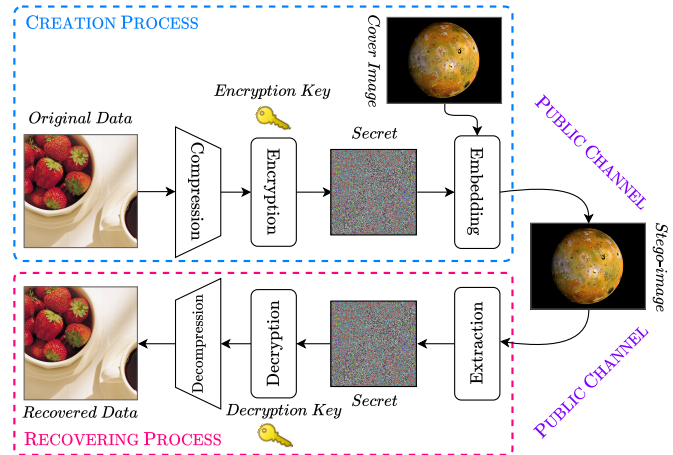 CREATION PROCESS
Cover Image
Encryption Key
Original Data
Secret
Compression
Encryption
Embedding
PUBLIC CHANNEL
Stego-image
Decompression
Decryption
Extraction
PUBLIC CHANNEL
Recovered Data
Decryption Key
Secret
RECOVERING PROCESS